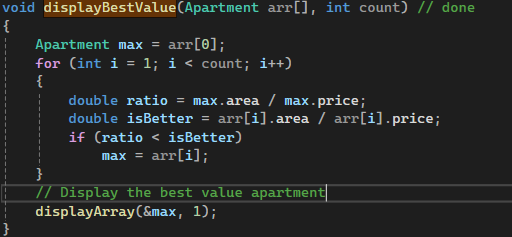 void displayBestValue(Apartment arr[], int count) // done
{
    Apartment max = arr[0];
    for (int i = 1; i < count; i++)
    {
        double ratio = max.area / max.price;
        double isBetter = arr[i].area / arr[i].price;
        if (ratio < isBetter)
            max = arr[i];
    }
    // Display the best value apartment
    displayArray(&max, 1);
}